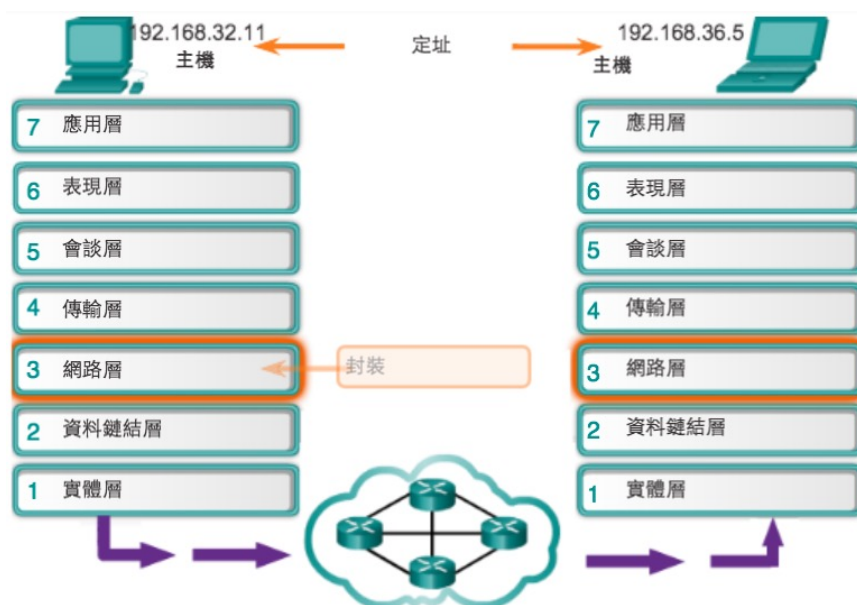 192.168.32.11
主機
定址
192.168.36.5
主機
7 應用層
6 表現層
5 會談層
4 傳輸層
3 網路層
2 資料鏈結層
1 實體層
封裝
7 應用層
6 表現層
5 會談層
4 傳輸層
3 網路層
2 資料鏈結層
1 實體層